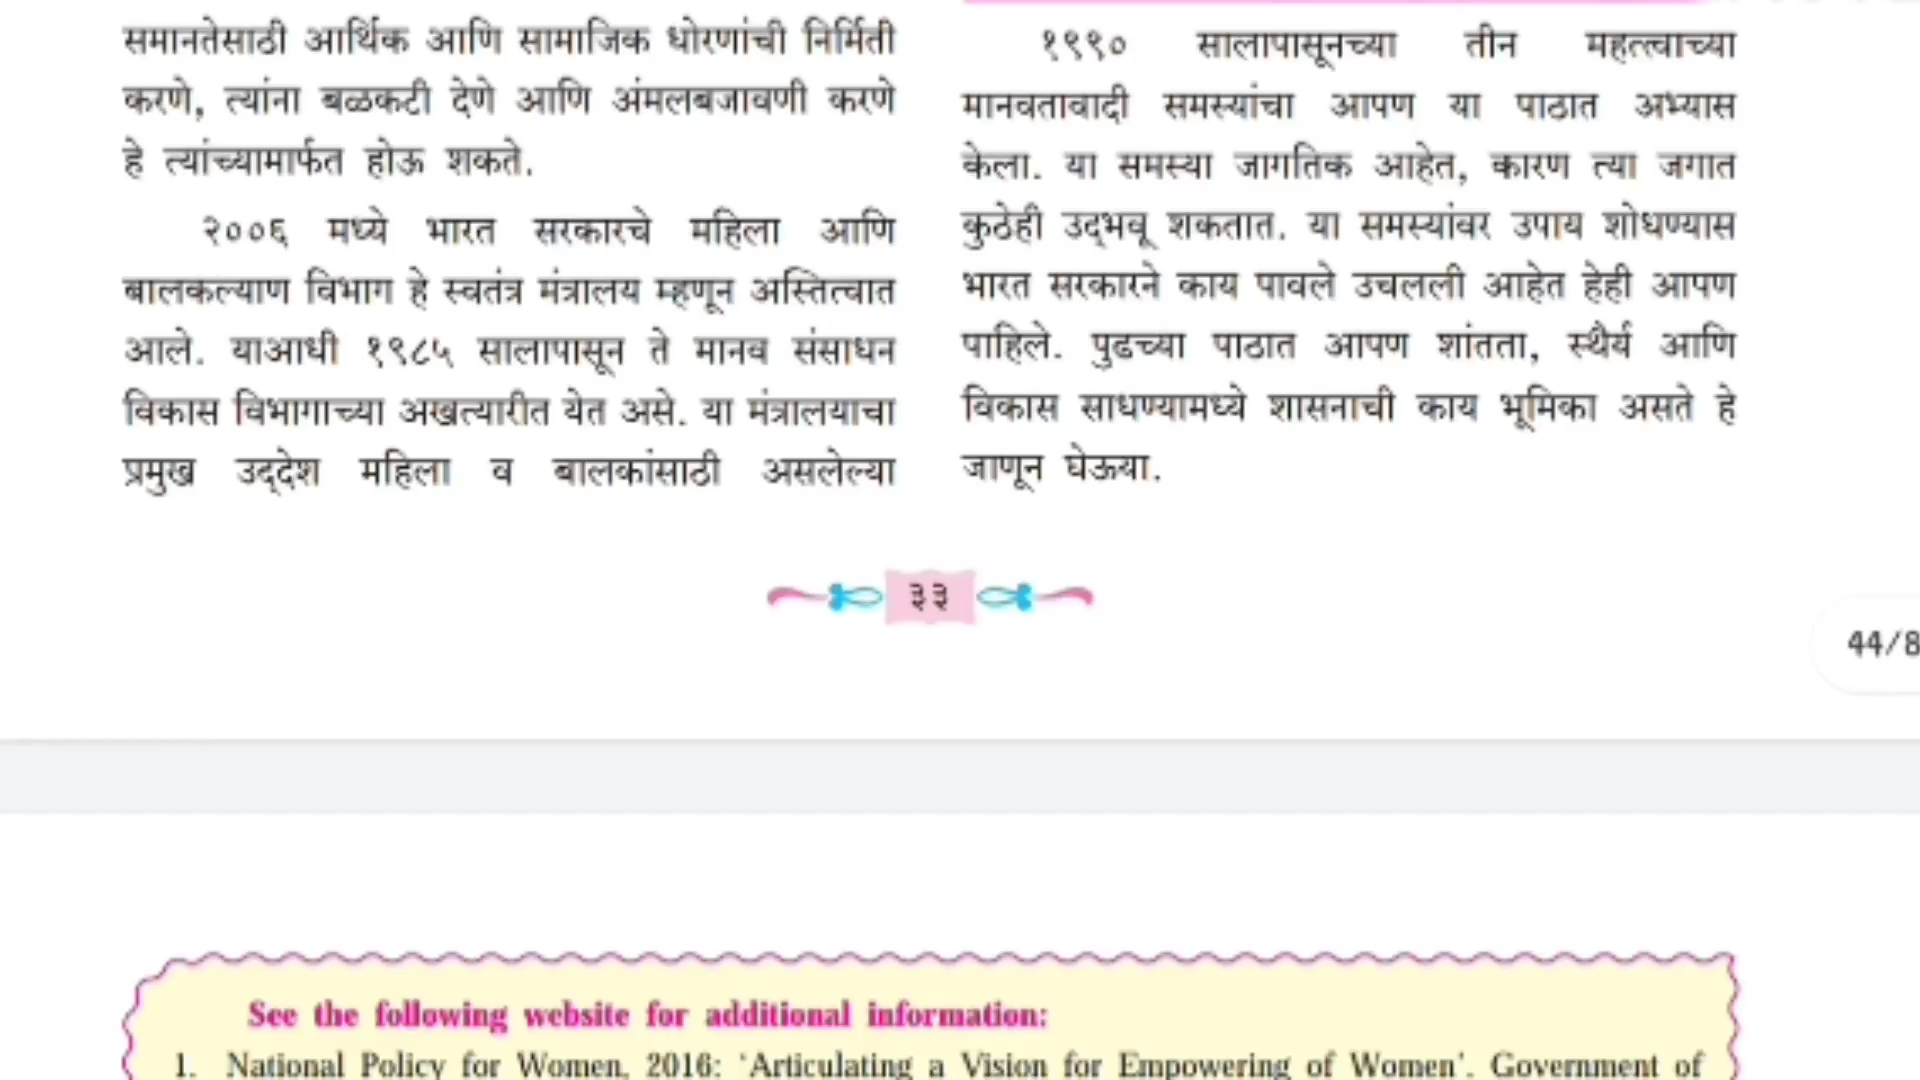 समानतेसाठी आर्थिक आणि सामाजिक धोरणांची निर्मिती
करणे, त्यांना बळकटी देणे आणि अंमलबजावणी करणे
हे त्यांच्यामार्फत होऊ शकते.
२००६ मध्ये भारत सरकारचे महिला आणि
बालकल्याण विभाग हे स्वतंत्र मंत्रालय म्हणून अस्तित्वात
आले. याआधी १९८५ सालापासून ते मानव संसाधन
विकास विभागाच्या अखत्यारीत येत असे. या मंत्रालयाचा
प्रमुख उद्‌देश महिला व बालकांसाठी असलेल्या
१९९० सालापासूनच्या तीन महत्त्वाच्या
मानवतावादी समस्यांचा आपण या पाठात अभ्यास
केला. या समस्या जागतिक आहेत, कारण त्या जगात
कुठेही उद्‌भवू शकतात. या समस्यांवर उपाय शोधण्यास
भारत सरकारने काय पावले उचलली आहेत हेही आपण
पाहिले. पुढच्या पाठात आपण शांतता, स्थैर्य आणि
विकास साधण्यामध्ये शासनाची काय भूमिका असते हे
जाणून घेऊया.
३३
44/8
See the following website for additional information:
1. National Policy for Women, 2016: 'Articulating a Vision for Empowering of Women'. Government of